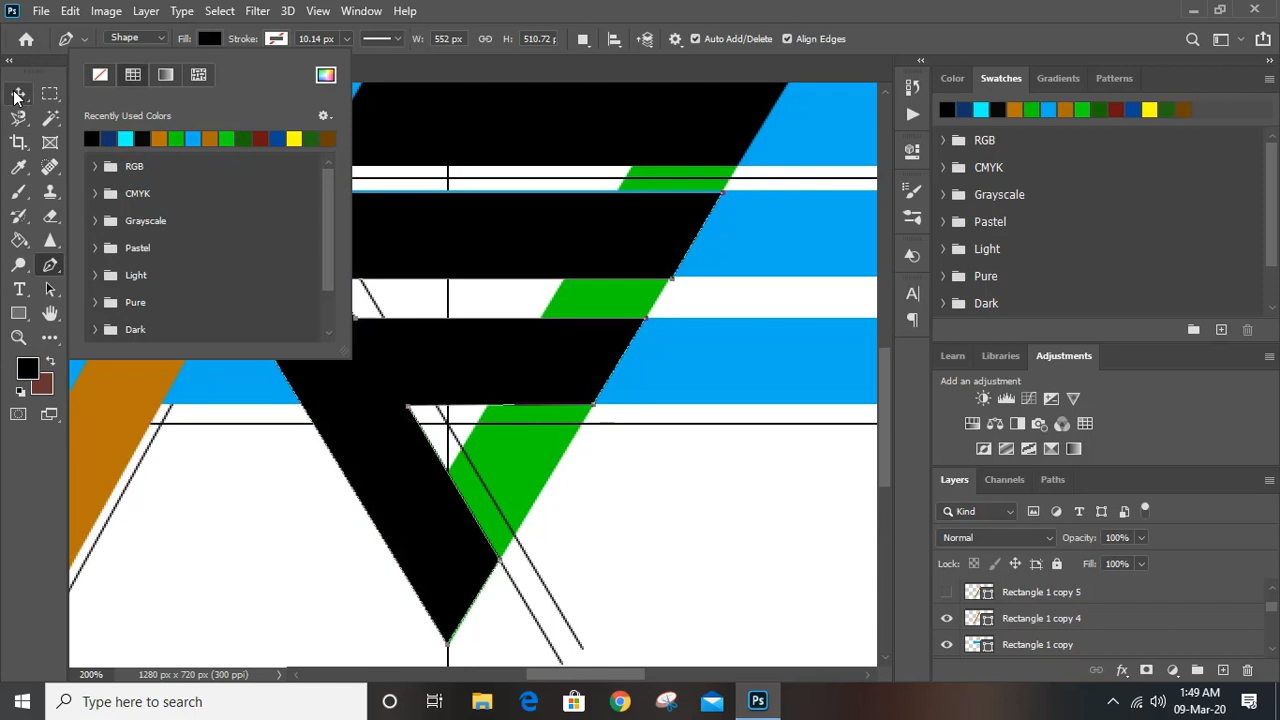 Ps File Edit Image Layer Type Select Filter 3D View Window Help
Shape Fill: Stroke: 10.14 px W: 552 px H: 510.72 p Add/Delete Align Edges
Recently Used Colors
RGB
CMYK
Grayscale
Pastel
Light
Pure
Dark
Color Swatches Gradients Patterns
RGB
CMYK
Grayscale
Pastel
Light
Pure
Dark
Learn Libraries Adjustments
Add an adjustment
Layers Channels Paths
Kind
Normal Opacity: 100%
Lock: Fill: 100%
Rectangle 1 copy 5
Rectangle 1 copy 4
Rectangle 1 copy
200% 1280 px x 720 px (300 ppi)
Type here to search
Ps
1:49 AM
09-Mar-20